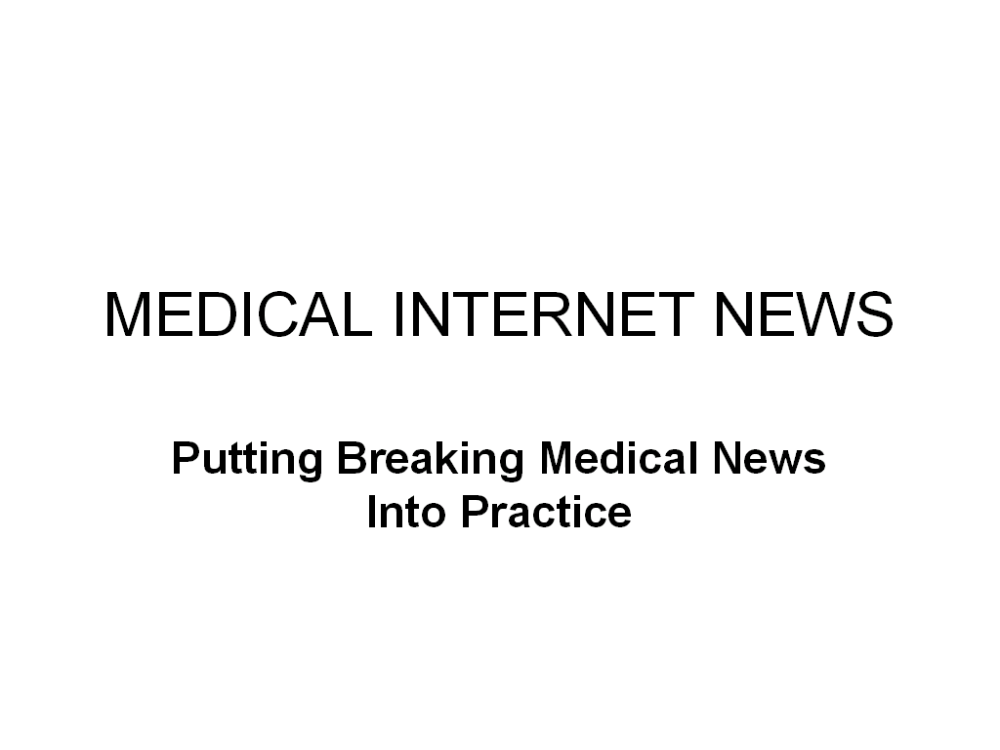 MEDICAL INTERNET NEWS
Putting Breaking Medical News
Into Practice